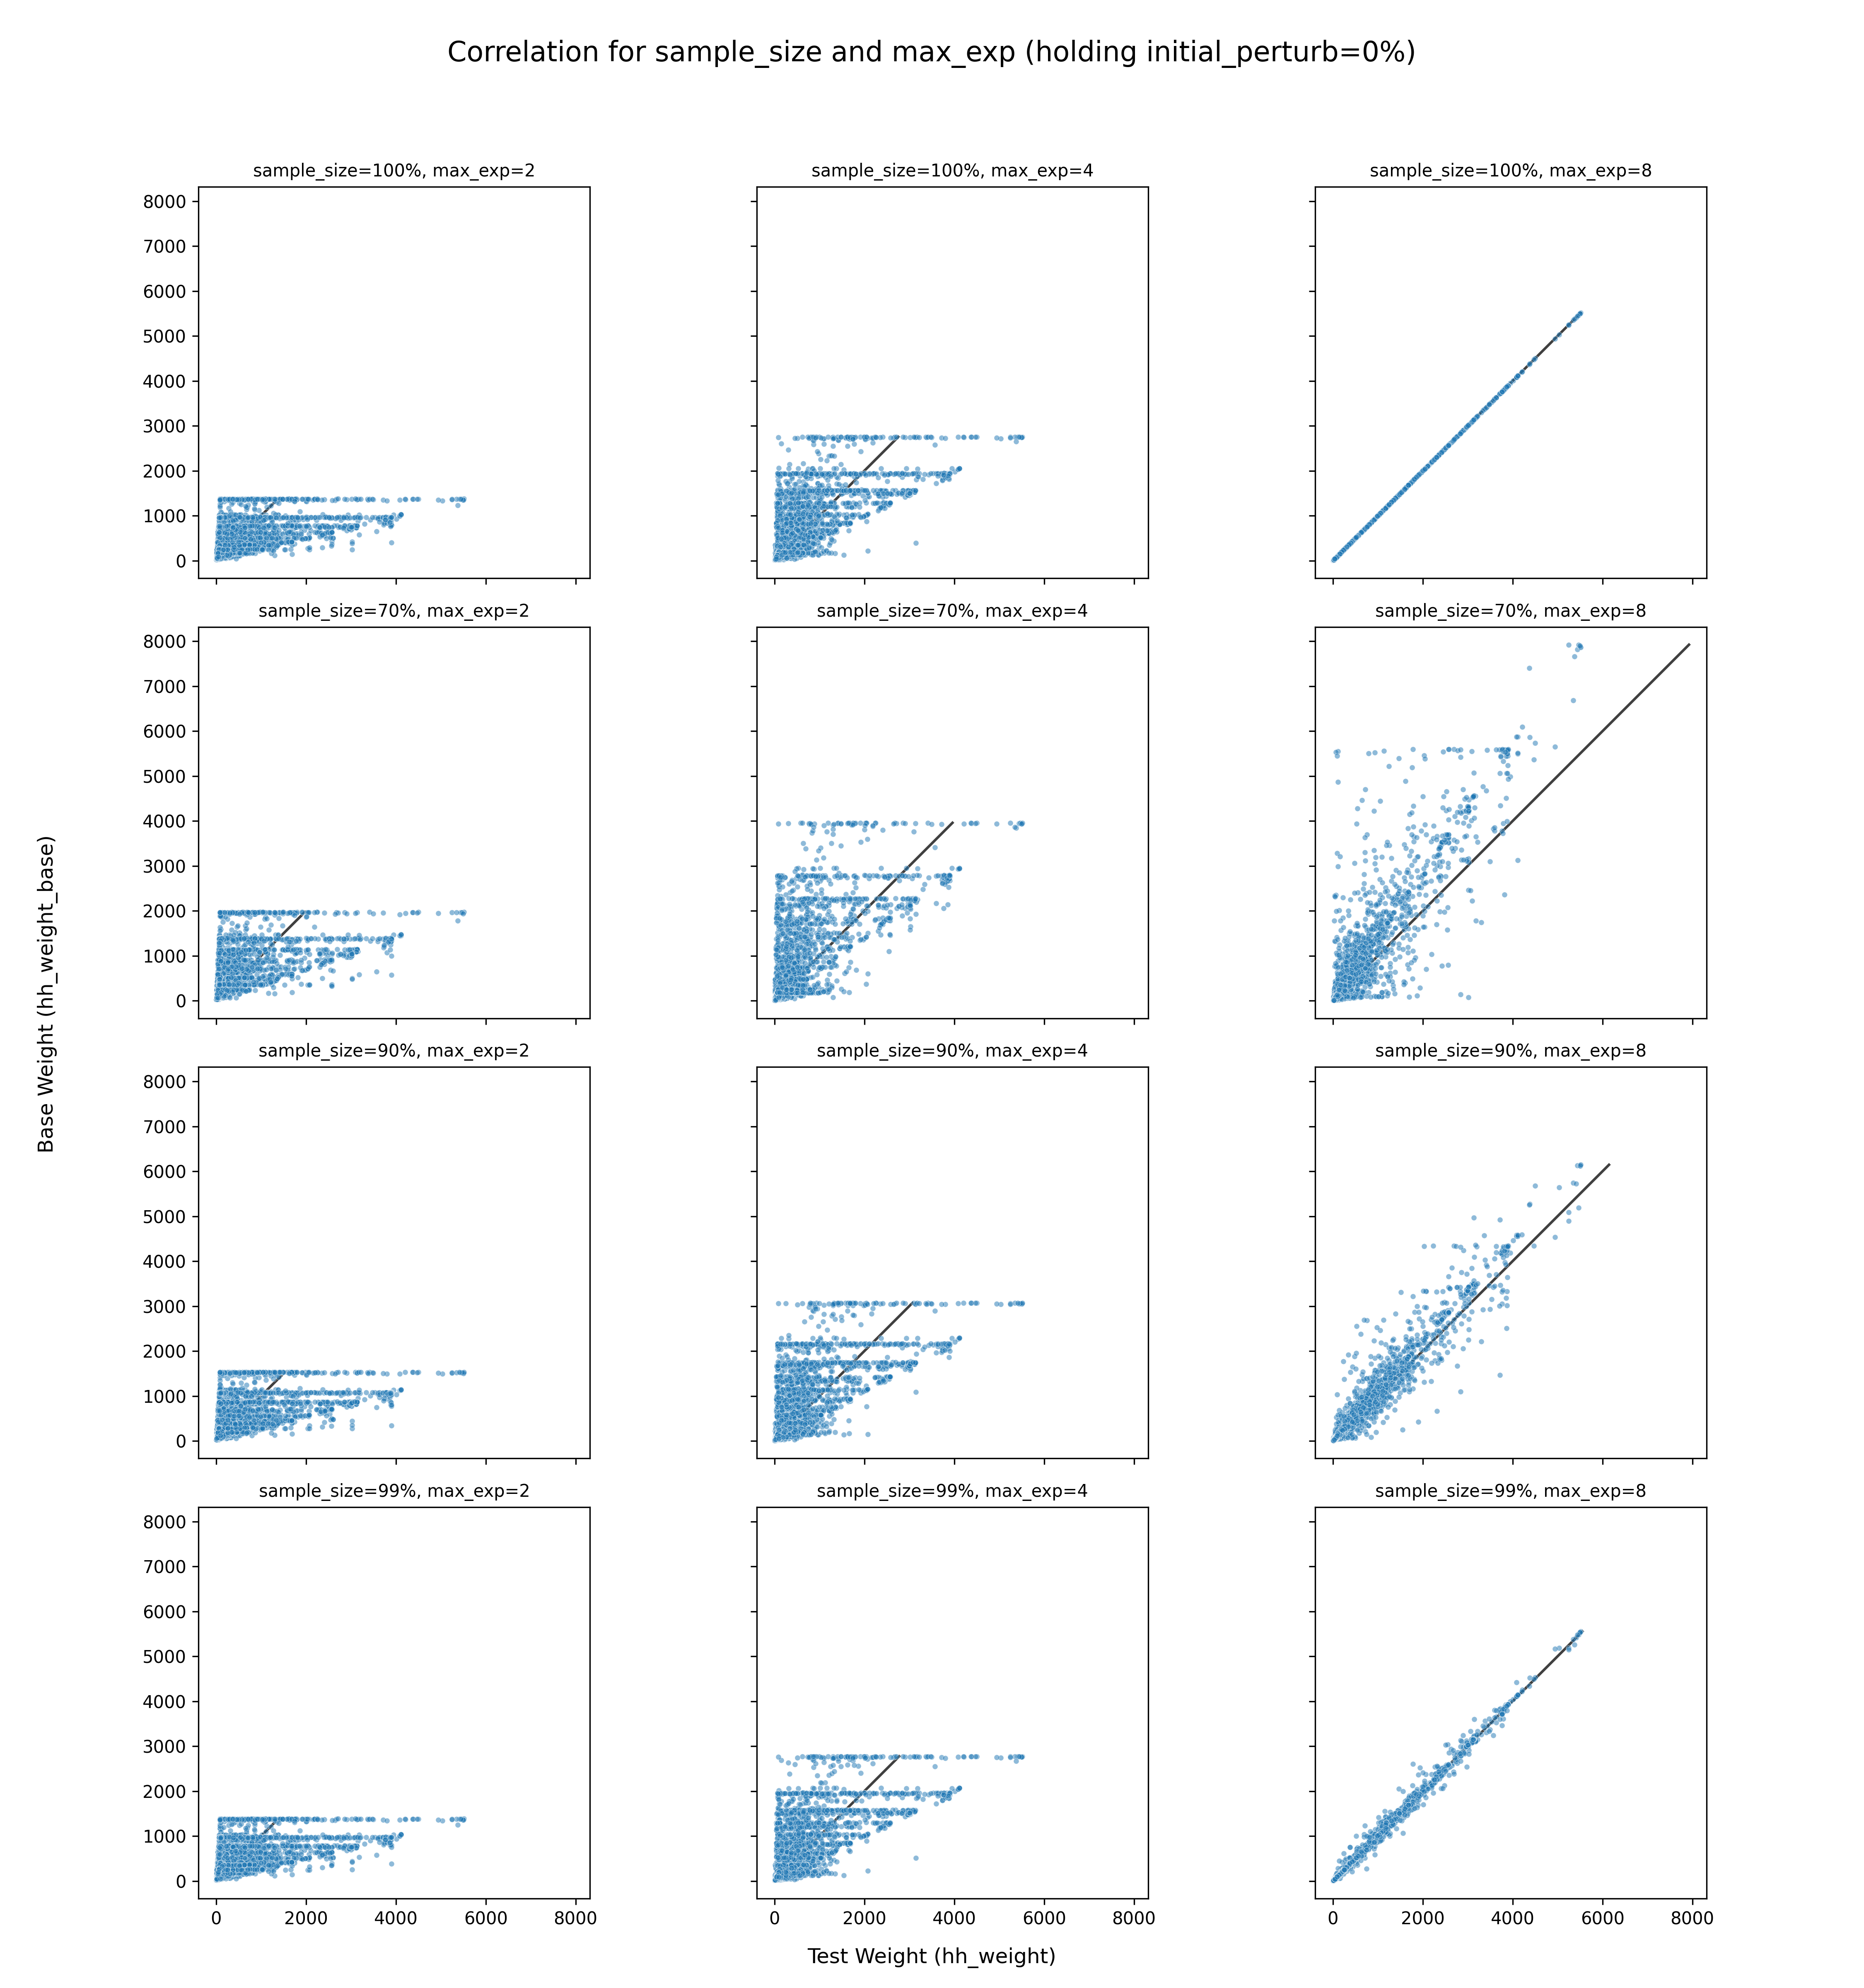 Correlation for sample_size and max_exp (holding initial_perturb=0%)
sample_size=100%, max_exp=2
sample_size=100%, max_exp=4
sample_size=100%, max_exp=8
8000
7000
6000
5000
4000
3000
2000
1000
0
sample_size=70%, max_exp=2
sample_size=70%, max_exp=4
sample_size=70%, max_exp=8
8000
7000
6000
5000
4000
3000
2000
1000
0
Base Weight (hh_weight_base)
sample_size=90%, max_exp=2
sample_size=90%, max_exp=4
sample_size=90%, max_exp=8
8000
7000
6000
5000
4000
3000
2000
1000
0
sample_size=99%, max_exp=2
sample_size=99%, max_exp=4
sample_size=99%, max_exp=8
8000
7000
6000
5000
4000
3000
2000
1000
0
0 2000 4000 6000 8000
0 2000 4000 6000 8000
0 2000 4000 6000 8000
Test Weight (hh_weight)